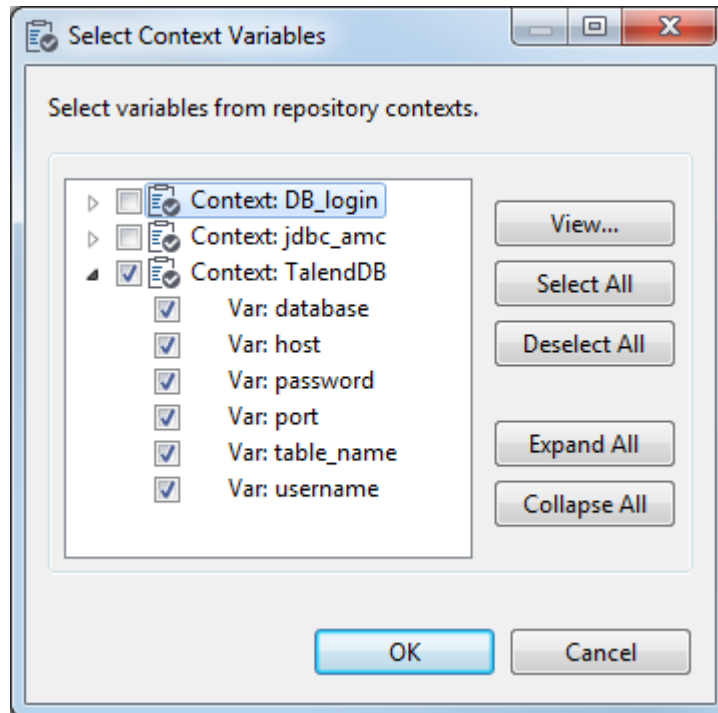 Select Context Variables
Select variables from repository contexts.
Context: DB_login
Context: jdbc_amc
Context: TalendDB
Var: database
Var: host
Var: password
Var: port
Var: table_name
Var: username
View...
Select All
Deselect All
Expand All
Collapse All
OK
Cancel